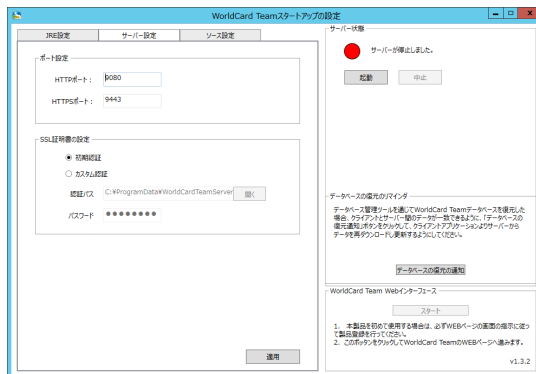 WorldCard Teamスタートアップの設定
JRE設定
サーバー設定
ソース設定
ポート設定
HTTPポート：
9080
HTTPSポート：
9443
SSL証明書の設定
初期認証
カスタム認証
認証パス
C:¥ProgramData¥WorldCardTeamServer
開く
パスワード
適用
サーバー状態
サーバーが停止しました。
起動
中止
データベースの復元のリマインダ
データベース管理ツールを通じてWorldCard Teamデータベースを復元した
場合、クライアントとサーバー間のデータが一致できるように、「データベースの
復元通知」ボタンをクリックして、クライアントアプリケーションよりサーバーから
データを再ダウンロードし更新するようにしてください。
データベースの復元の通知
WorldCard Team Webインターフェース
スタート
1. 本製品を初めて使用する場合は、必ずWEBページの画面の指示に従っ
て製品登録を行ってください。
2. このボタンをクリックしてWorldCard TeamのWEBページへ進みます。
v1.3.2